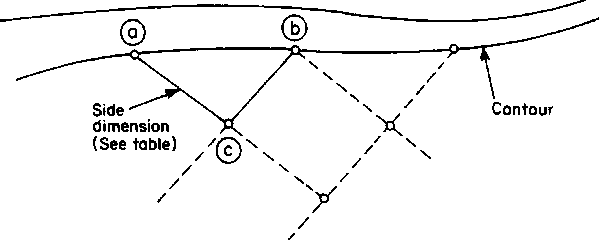 a
b
Side
dimension
(See table)
c
Contour